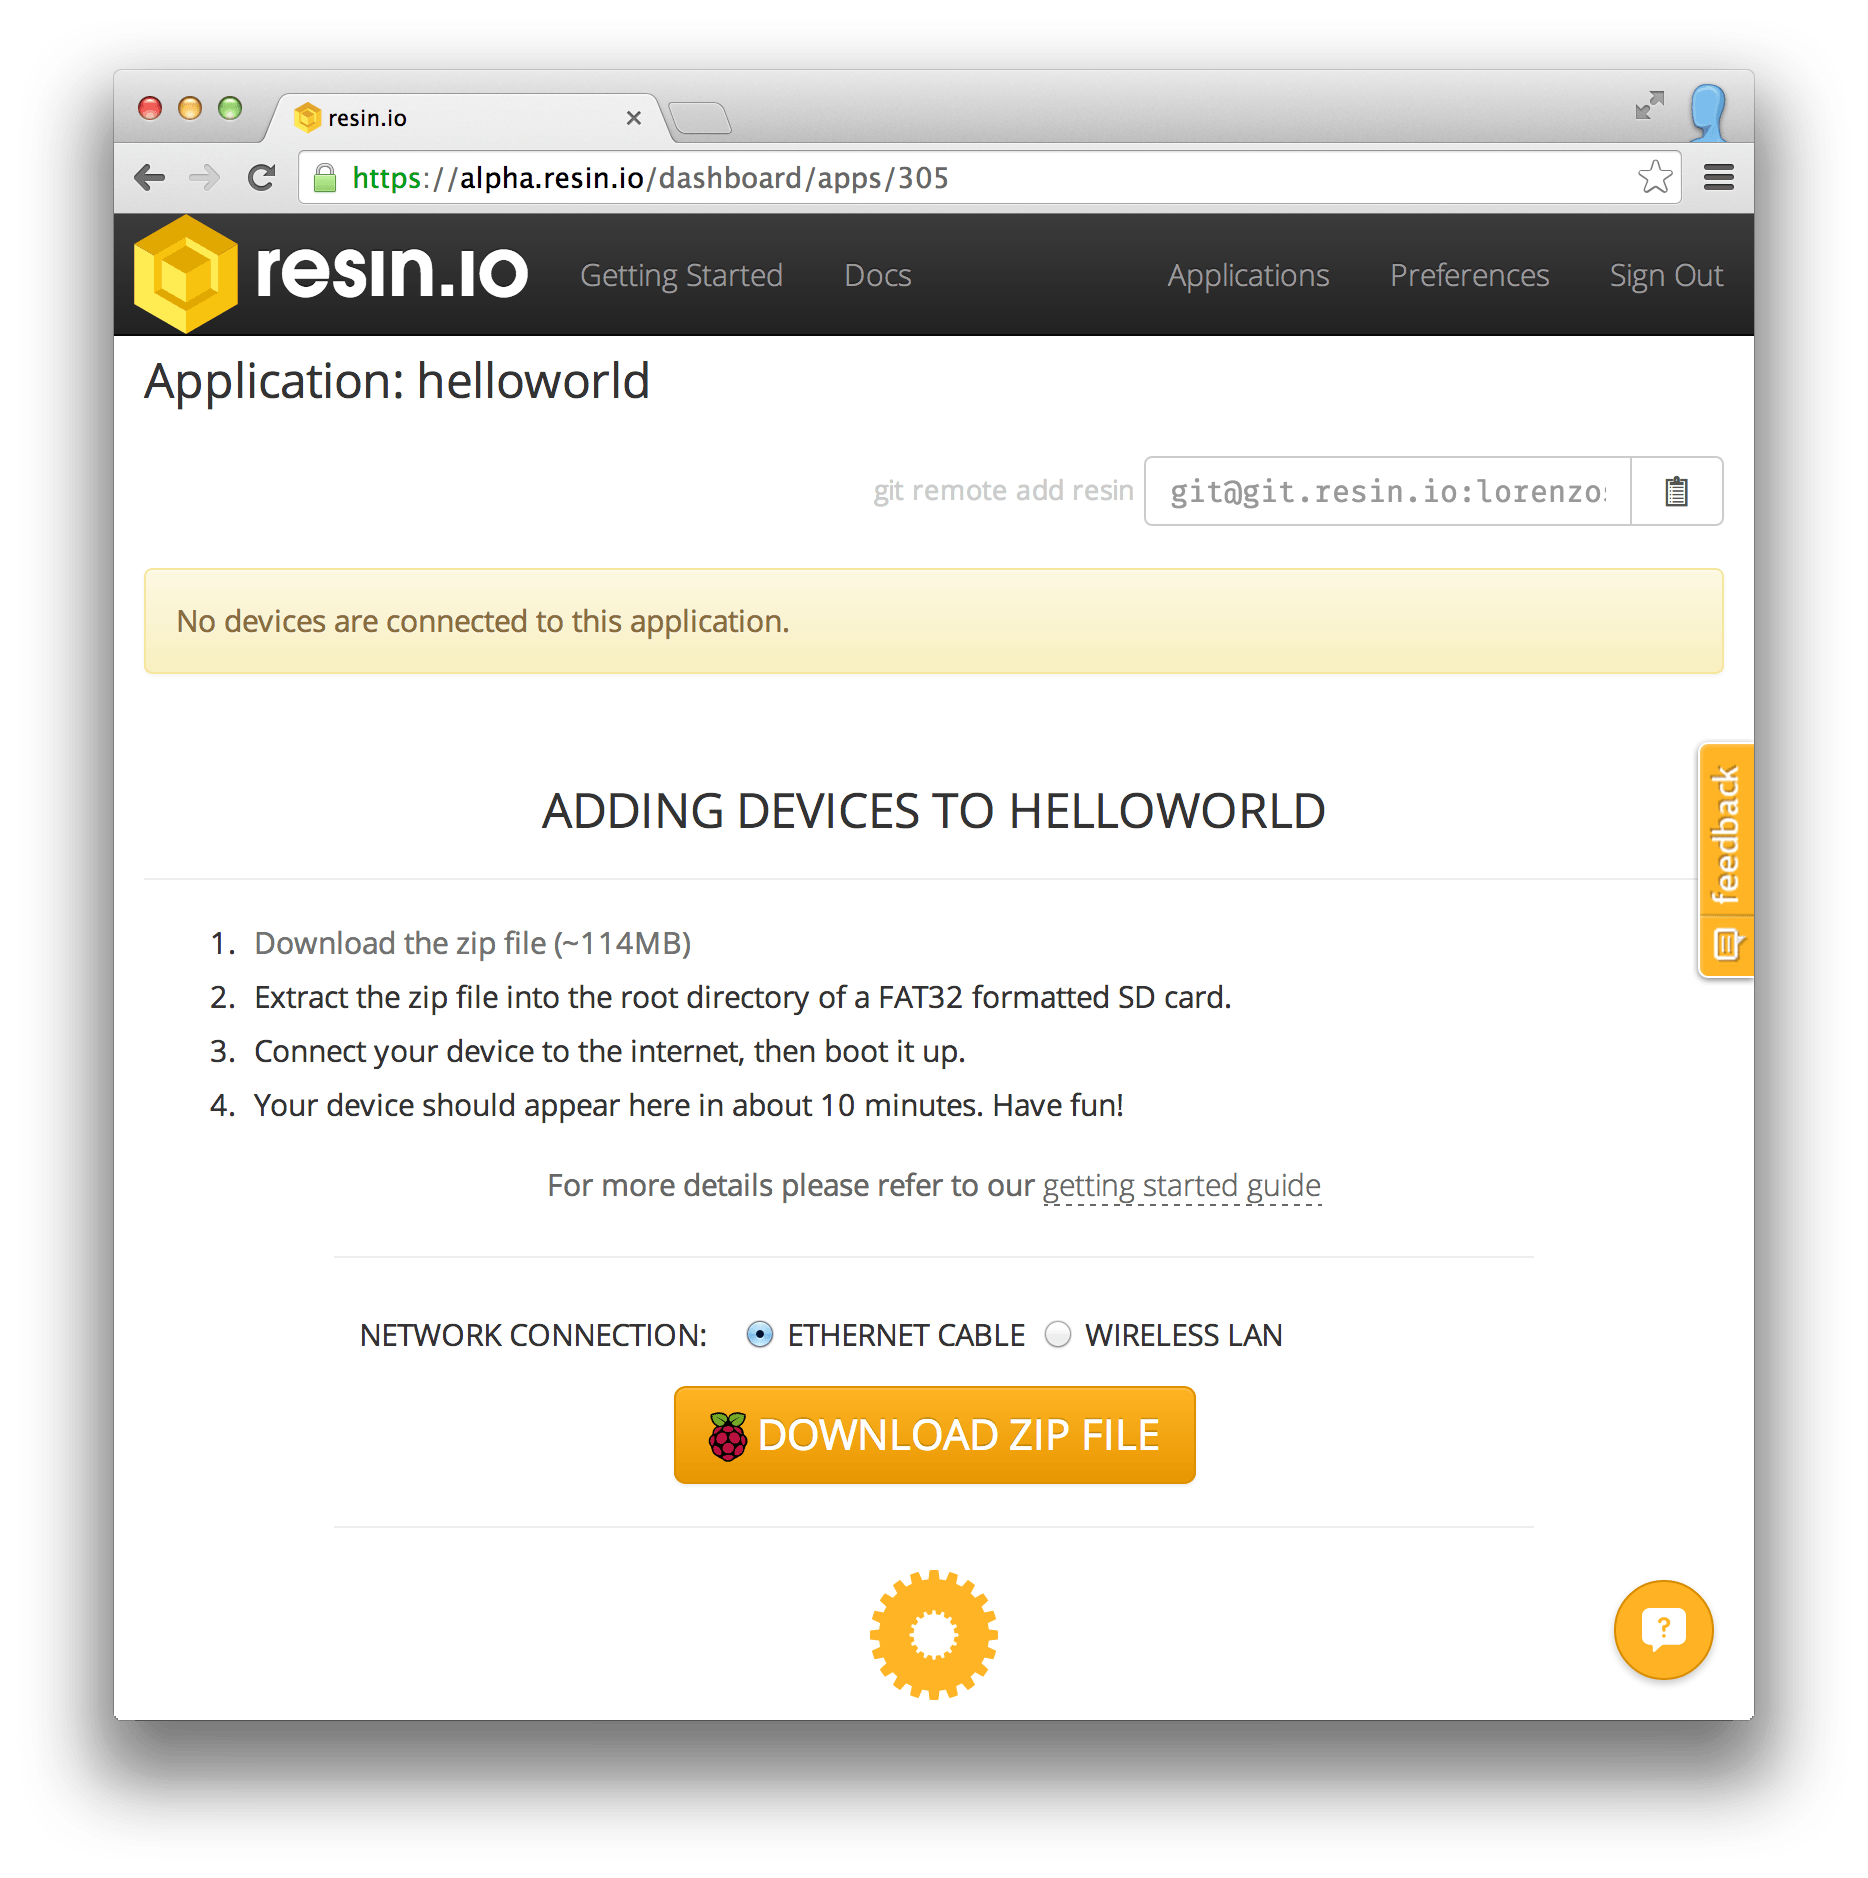 resin.io
https://alpha.resin.io/dashboard/apps/305
resin.io Getting Started Docs Applications Preferences Sign Out
Application: helloworld
git remote add resin git@git.resin.io:lorenzo
No devices are connected to this application.
feedback
ADDING DEVICES TO HELLOWORLD
1. Download the zip file (~114MB)
2. Extract the zip file into the root directory of a FAT32 formatted SD card.
3. Connect your device to the internet, then boot it up.
4. Your device should appear here in about 10 minutes. Have fun!
For more details please refer to our getting started guide
NETWORK CONNECTION: ETHERNET CABLE WIRELESS LAN
DOWNLOAD ZIP FILE
?